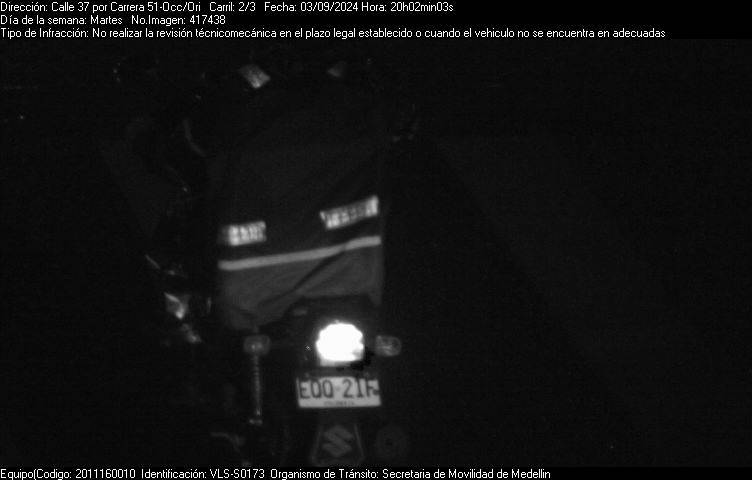 Dirección: Calle 37 por Carrera 51-Occ/Ori Carril: 2/3 Fecha: 03/09/2024 Hora: 20h02min03s
Día de la semana: Martes No.Imagen: 417438
Tipo de Infracción: No realizar la revisión técnicomecánica en el plazo legal establecido o cuando el vehiculo no se encuentra en adecuadas
EOQ-21F
Equipo(Codigo: 2011160010 Identificación: VLS-S0173 Organismo de Tránsito: Secretaria de Movilidad de Medellin